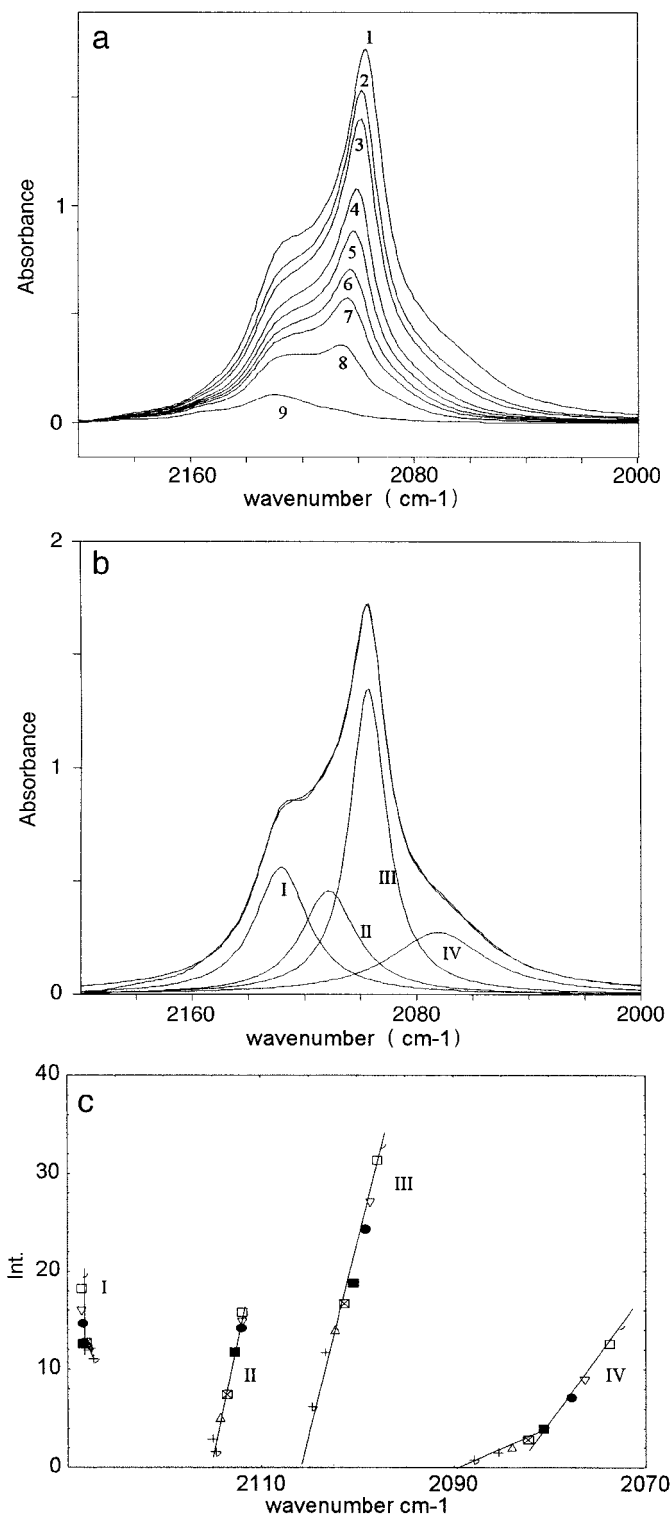 a
1
2
3
4
5
6
7
8
9
1
0
Absorbance
2160
2080
2000
wavenumber ( cm-1)
b
2
1
0
Absorbance
I
II
III
IV
2160
2080
2000
wavenumber ( cm-1)
c
40
30
20
10
0
Int.
I
II
III
IV
2110
2090
2070
wavenumber cm-1